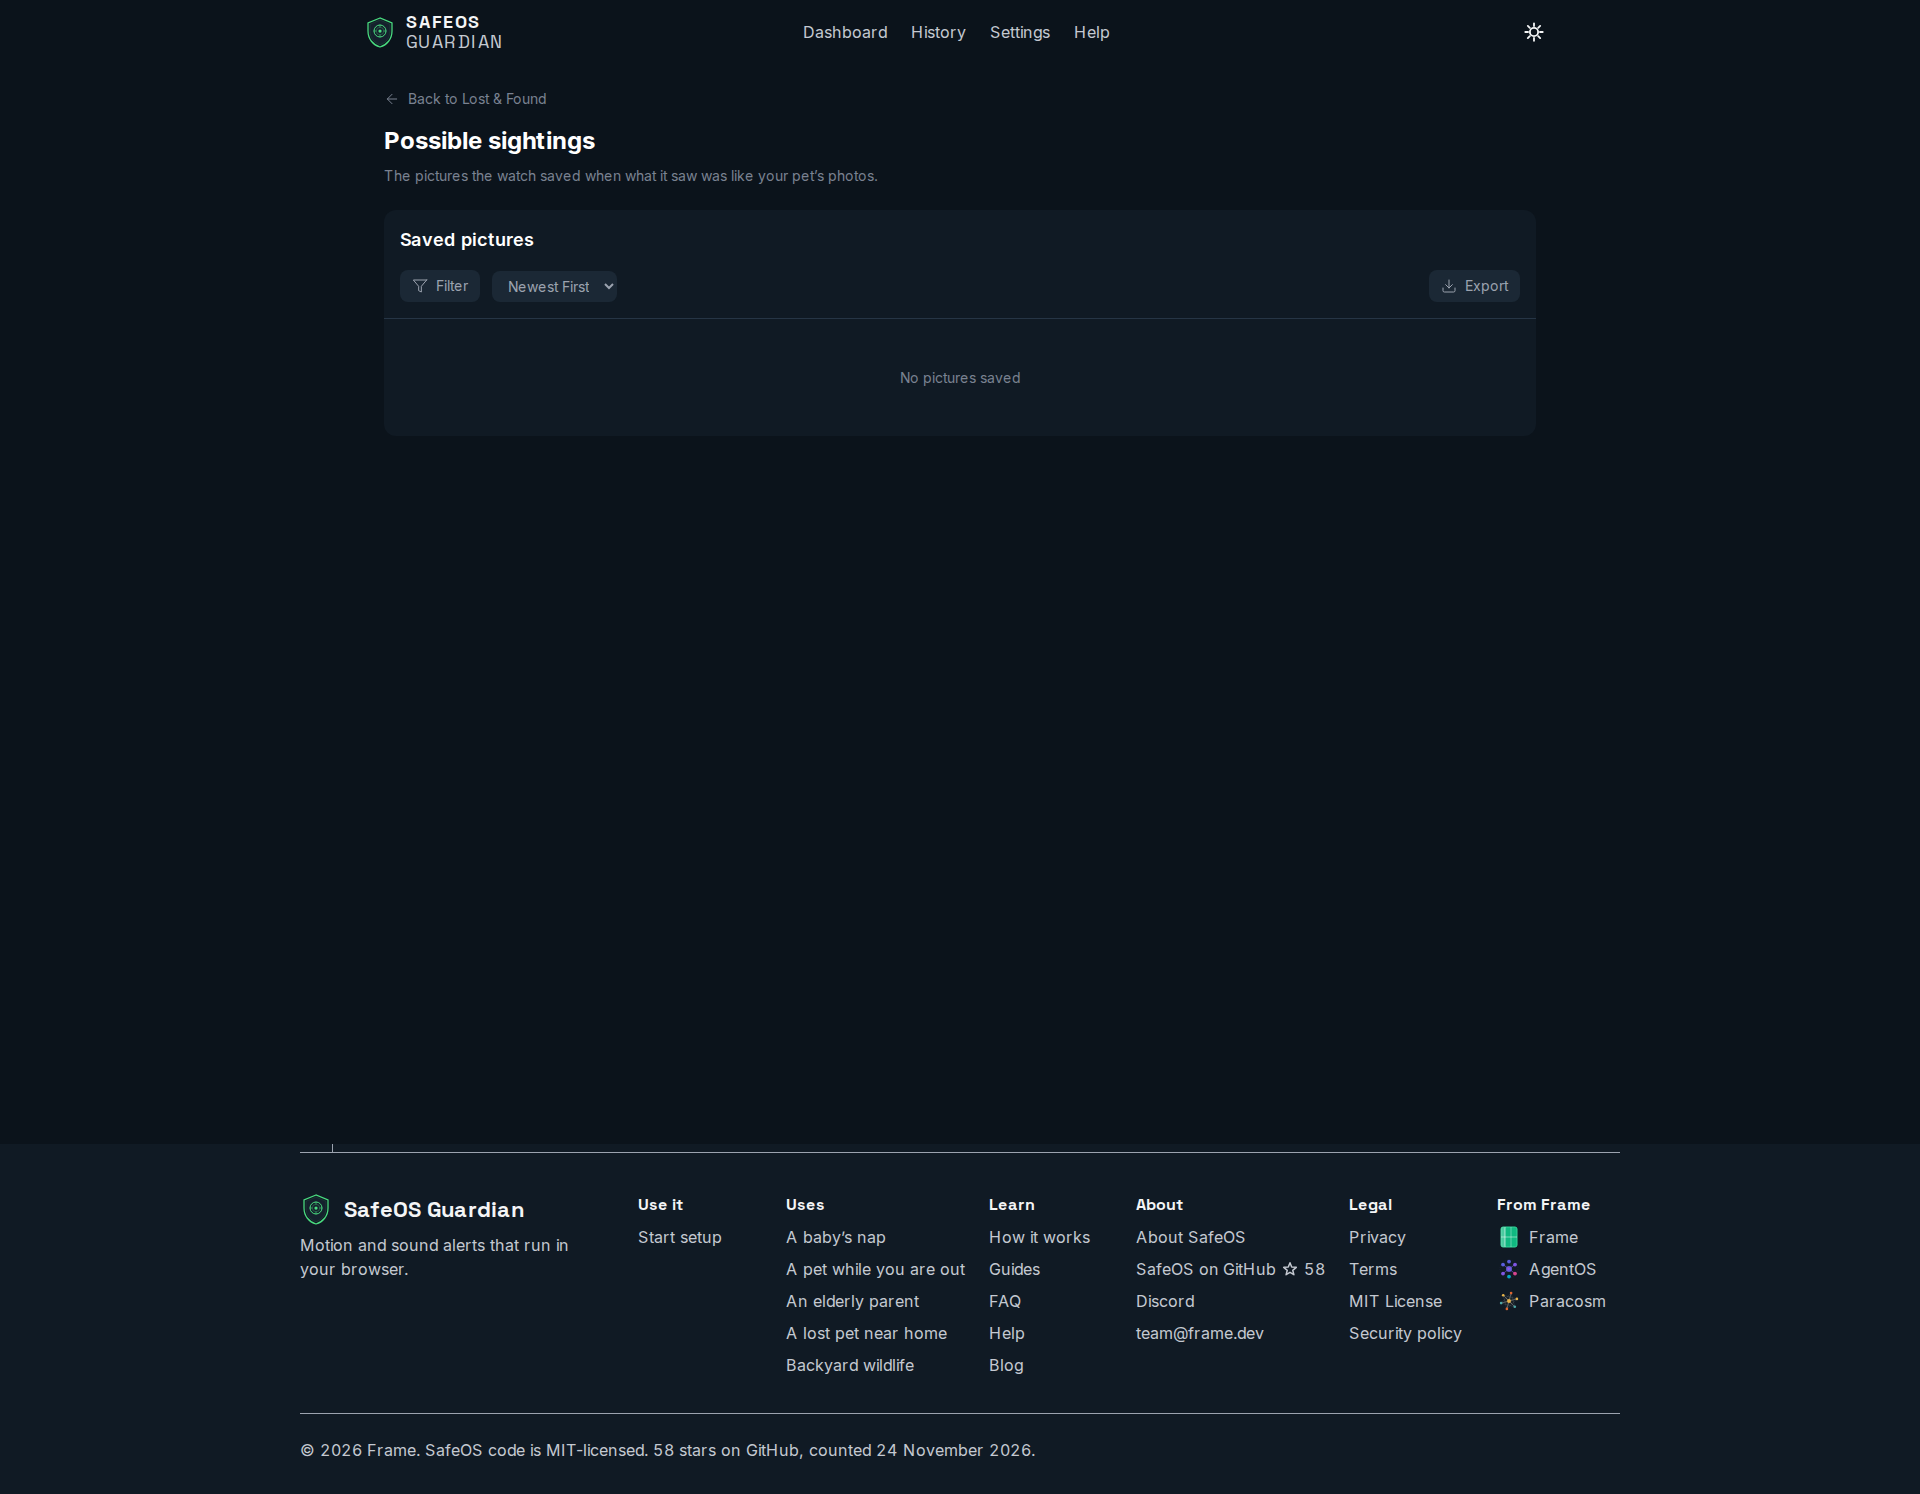 SAFEOS
GUARDIAN
Dashboard
History
Settings
Help
Back to Lost & Found
Possible sightings
The pictures the watch saved when what it saw was like your pet’s photos.
Saved pictures
Filter
Newest First
Export
No pictures saved
SafeOS Guardian
Motion and sound alerts that run in
your browser.
Use it
Start setup
Uses
A baby’s nap
A pet while you are out
An elderly parent
A lost pet near home
Backyard wildlife
Learn
How it works
Guides
FAQ
Help
Blog
About
About SafeOS
SafeOS on GitHub ☆ 58
Discord
team@frame.dev
Legal
Privacy
Terms
MIT License
Security policy
From Frame
Frame
AgentOS
Paracosm
© 2026 Frame. SafeOS code is MIT-licensed. 58 stars on GitHub, counted 24 November 2026.